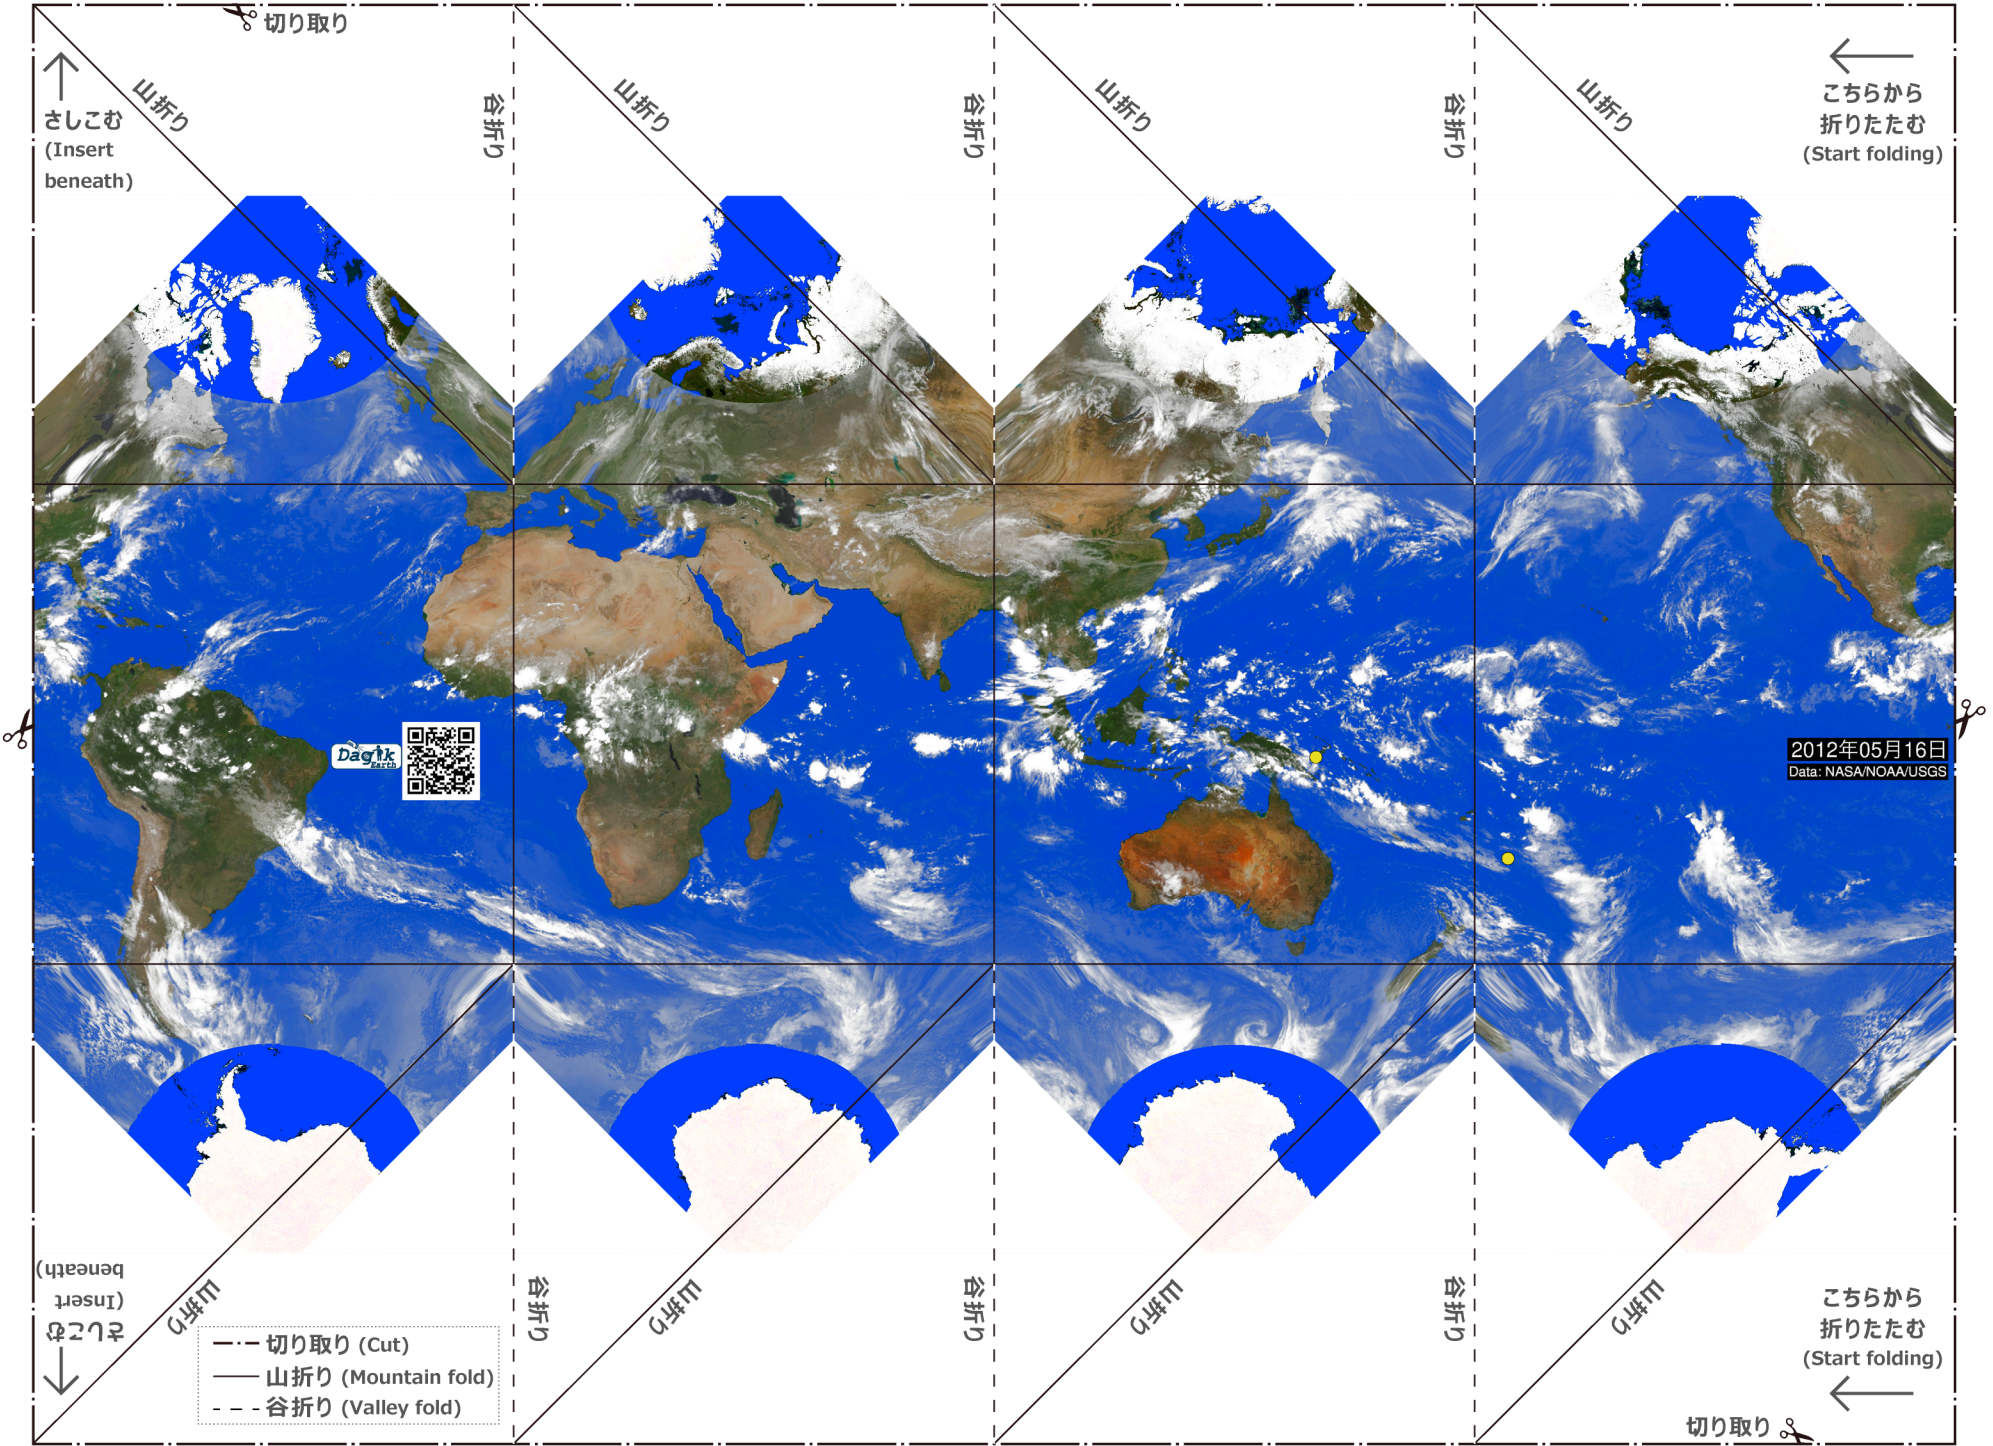 切り取り
さしこむ
(Insert
beneath)
山折り
谷折り
山折り
谷折り
山折り
谷折り
山折り
こちらから
折りたたむ
(Start folding)
Dagik
Earth
2012年05月16日
Data: NASA/NOAA/USGS
さしこむ
(Insert
beneath)
山折り
谷折り
山折り
谷折り
山折り
谷折り
山折り
こちらから
折りたたむ
(Start folding)
切り取り (Cut)
山折り (Mountain fold)
谷折り (Valley fold)
切り取り